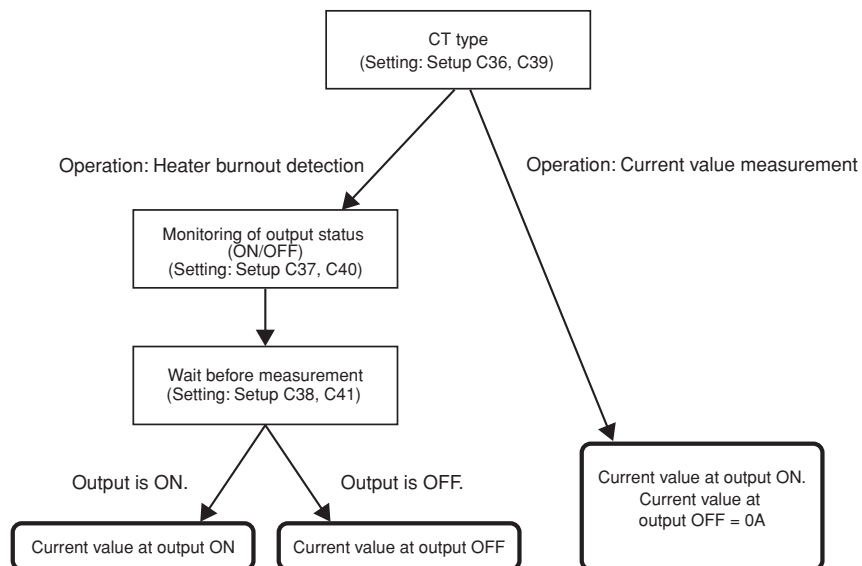 CT type
(Setting: Setup C36, C39)
Operation: Heater burnout detection
Operation: Current value measurement
Monitoring of output status
(ON/OFF)
(Setting: Setup C37, C40)
Wait before measurement
(Setting: Setup C38, C41)
Output is ON.
Output is OFF.
Current value at output ON.
Current value at
output OFF = 0A
Current value at output ON
Current value at output OFF